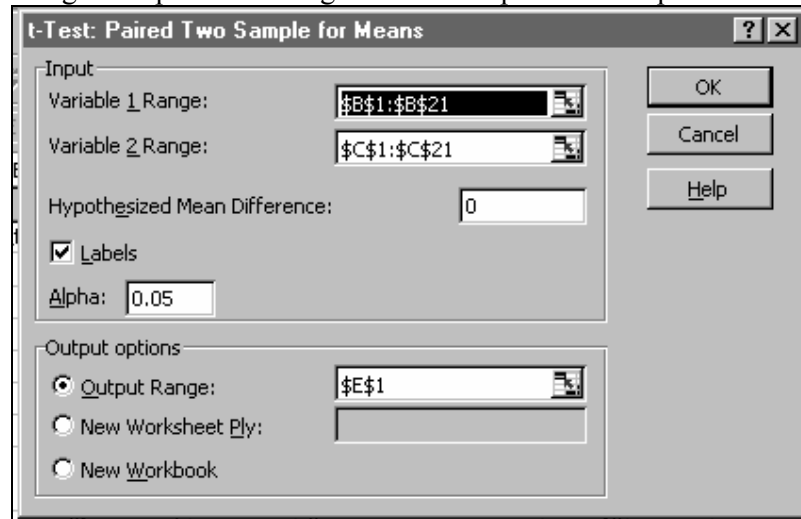 t-Test: Paired Two Sample for Means
Input
Variable 1 Range: $B$1:$B$21
Variable 2 Range: $C$1:$C$21
Hypothesized Mean Difference: 0
Labels
Alpha: 0.05
OK
Cancel
Help
Output options
Output Range: $E$1
New Worksheet Ply:
New Workbook